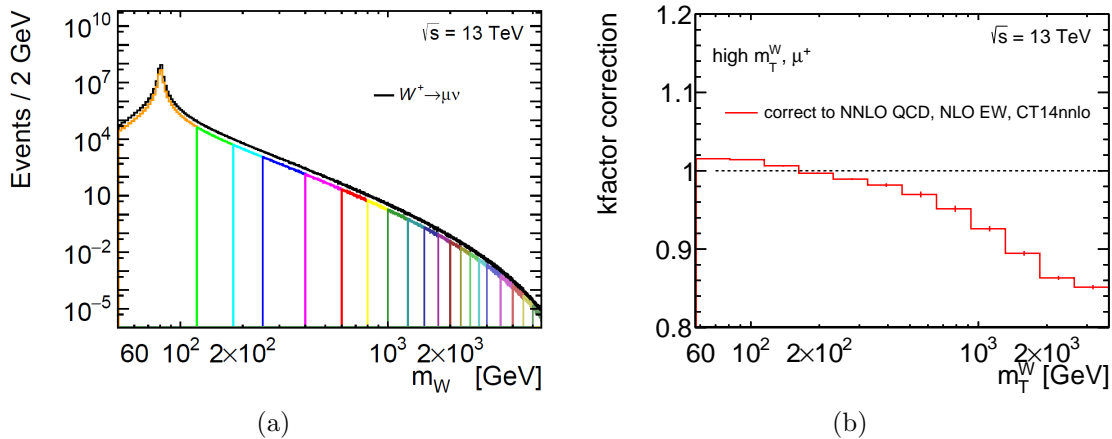 Events / 2 GeV
10^10
10^7
10^4
10
10^−2
10^−5
√s = 13 TeV
W^+→μν
60 10^2 2×10^2 10^3 2×10^3
m_W [GeV]
(a)
kfactor correction
1.2
1.1
1
0.9
0.8
√s = 13 TeV
high m_T^W, μ^+
correct to NNLO QCD, NLO EW, CT14nnlo
60 10^2 2×10^2 10^3 2×10^3
m_T^W [GeV]
(b)